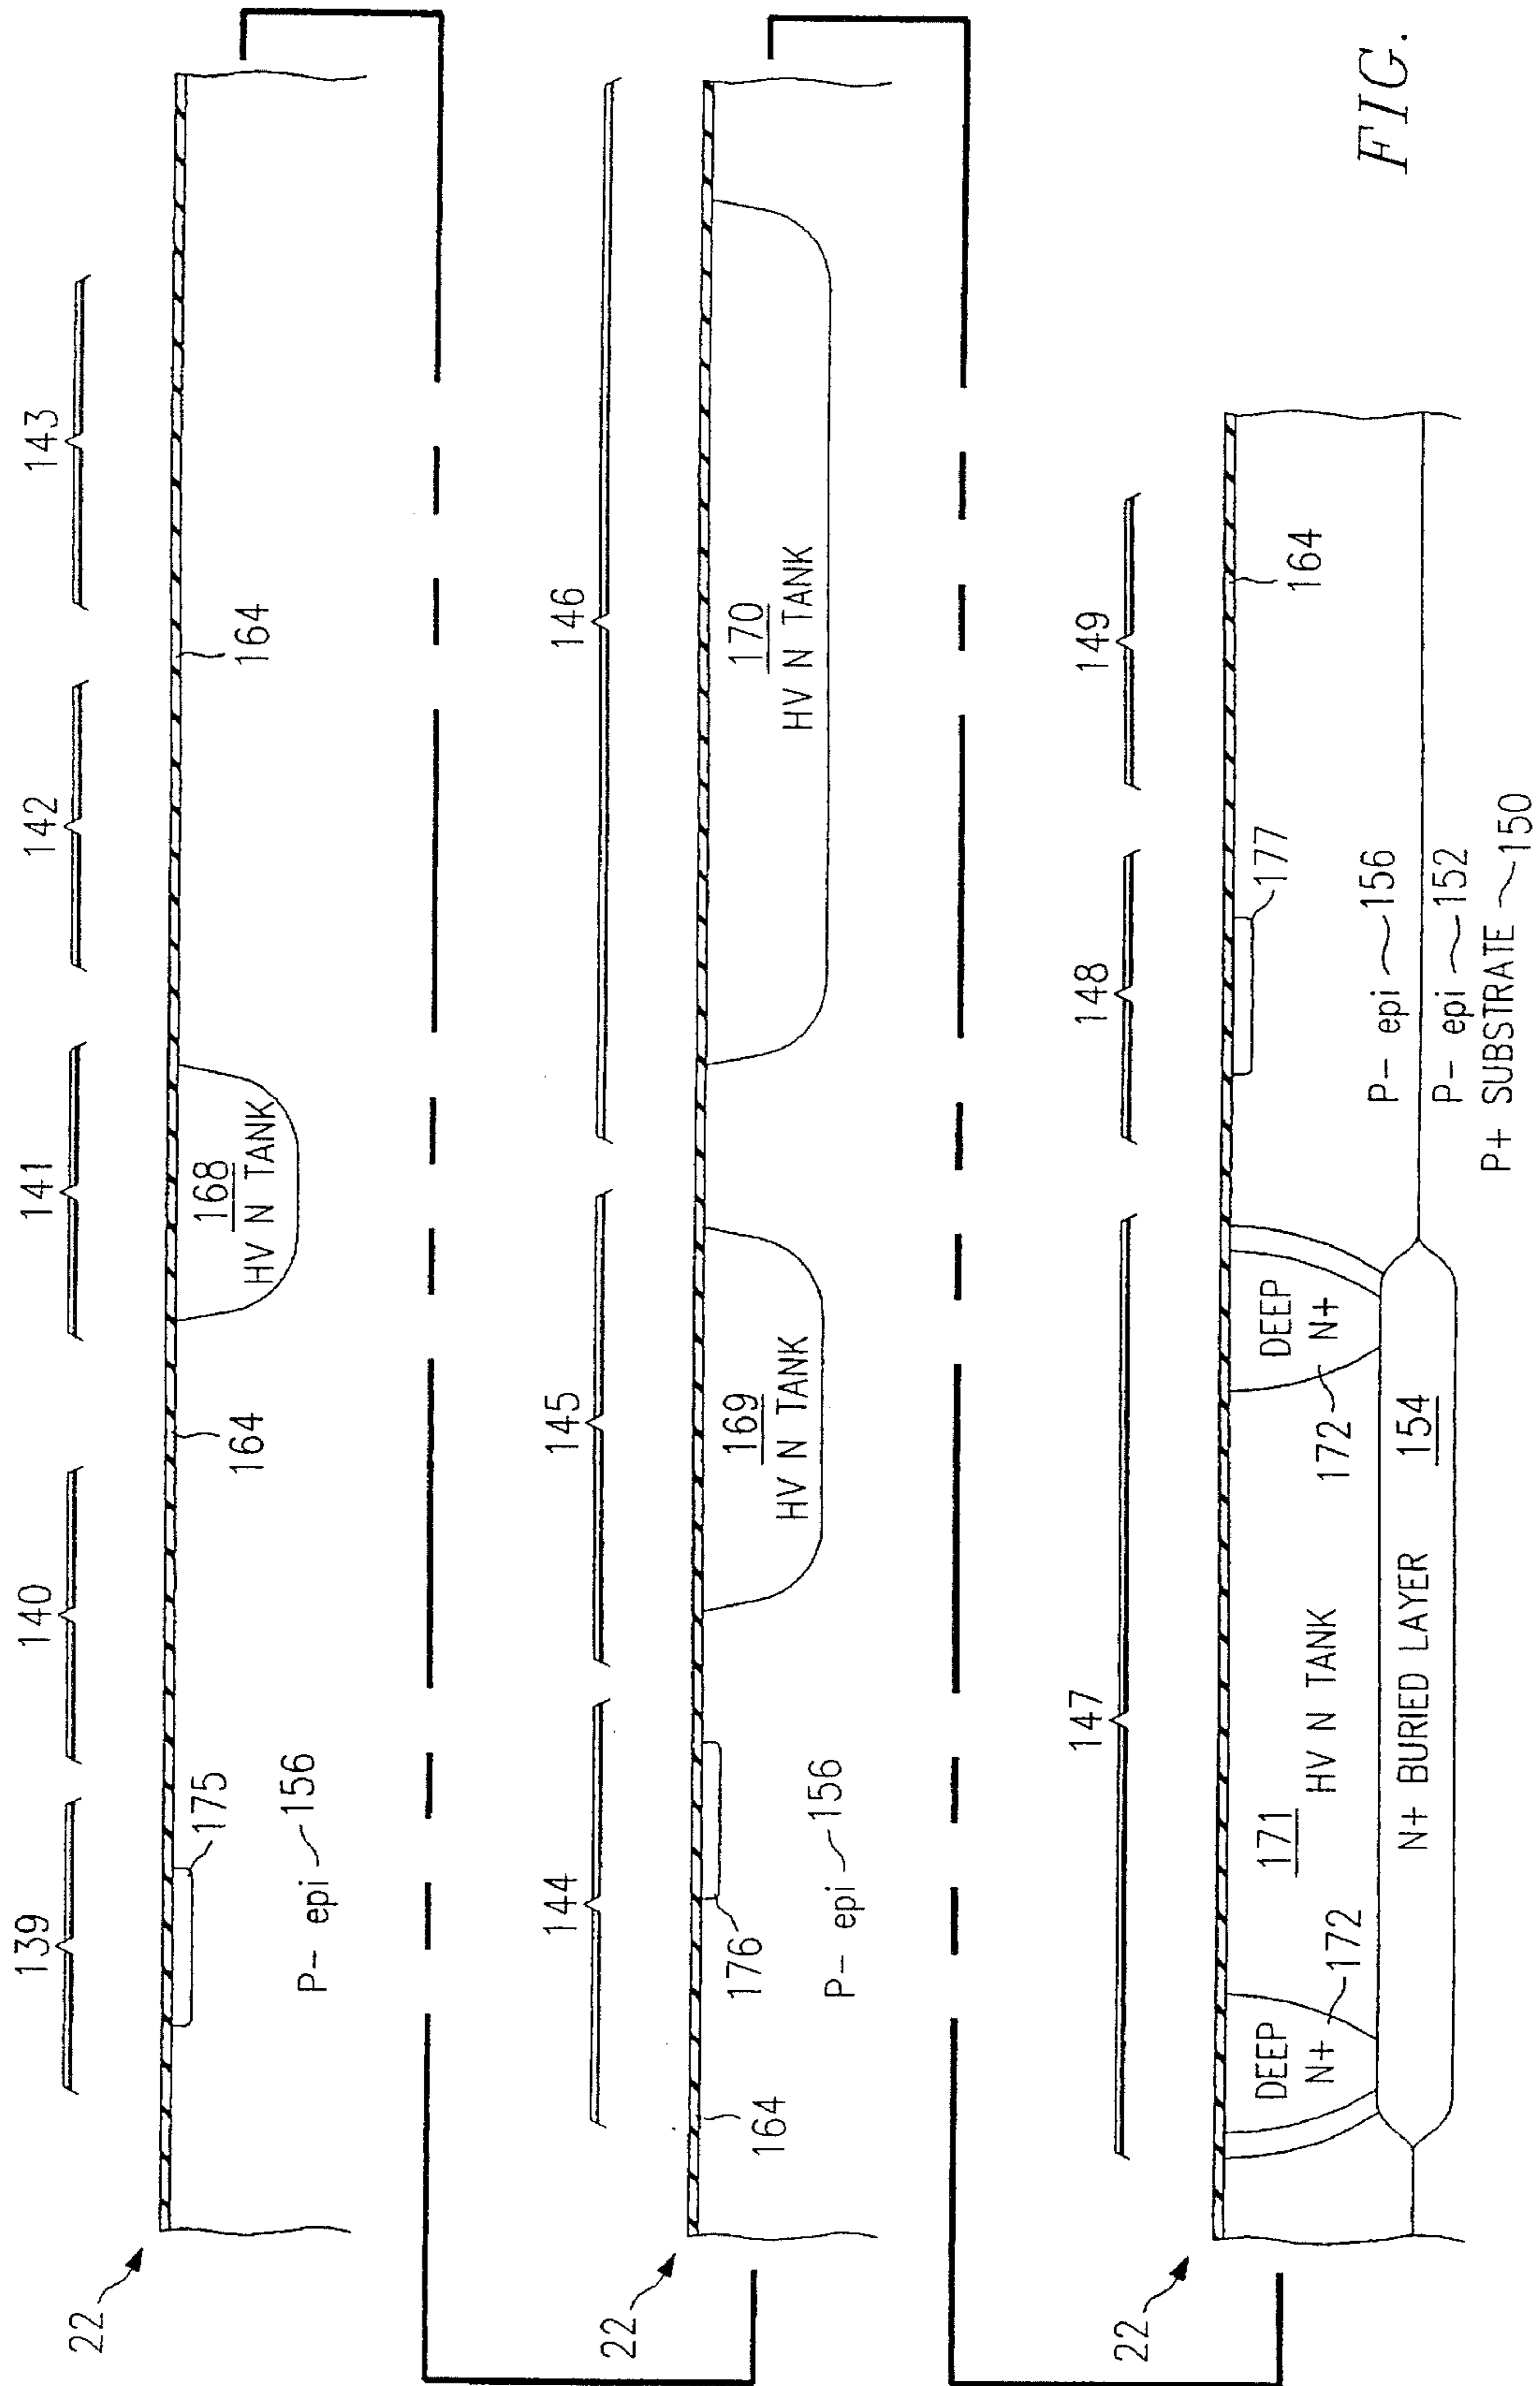 139
140
141
142
143
22
175
164
168
HV N TANK
164
P- epi 156
144
145
146
22
176
164
169
HV N TANK
170
HV N TANK
P- epi 156
147
148
149
22
DEEP
N+
172
171
HV N TANK
DEEP
N+
172
177
164
N+ BURIED LAYER 154
P- epi 156
P- epi 152
P+ SUBSTRATE 150
FIG.